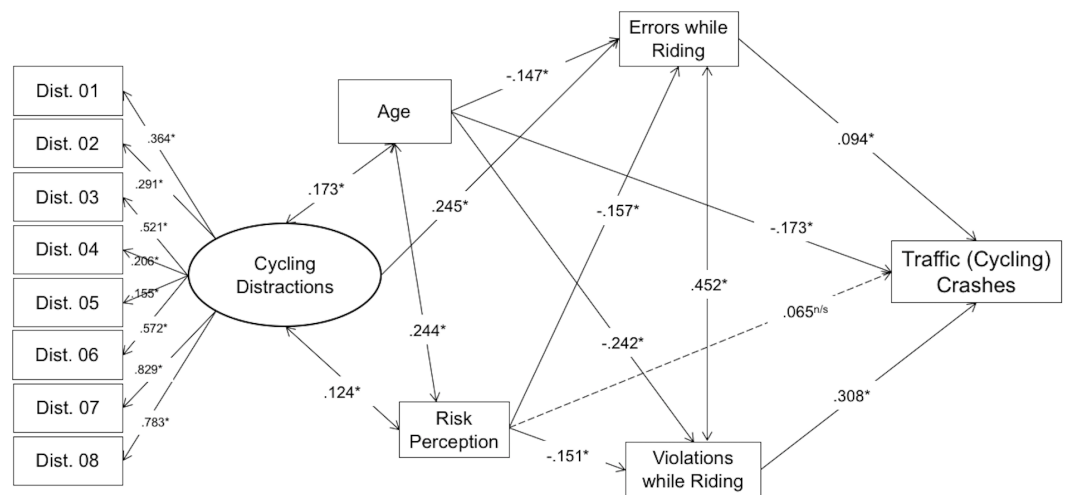 Dist. 01
Dist. 02
Dist. 03
Dist. 04
Dist. 05
Dist. 06
Dist. 07
Dist. 08
.364*
.291*
.521*
.206*
.155*
.572*
.829*
.783*
Cycling
Distractions
Age
.173*
.244*
.124*
Risk
Perception
-.147*
.245*
-.157*
-.242*
-.151*
Errors while
Riding
.452*
Violations
while Riding
.094*
-.173*
.065n/s
.308*
Traffic (Cycling)
Crashes